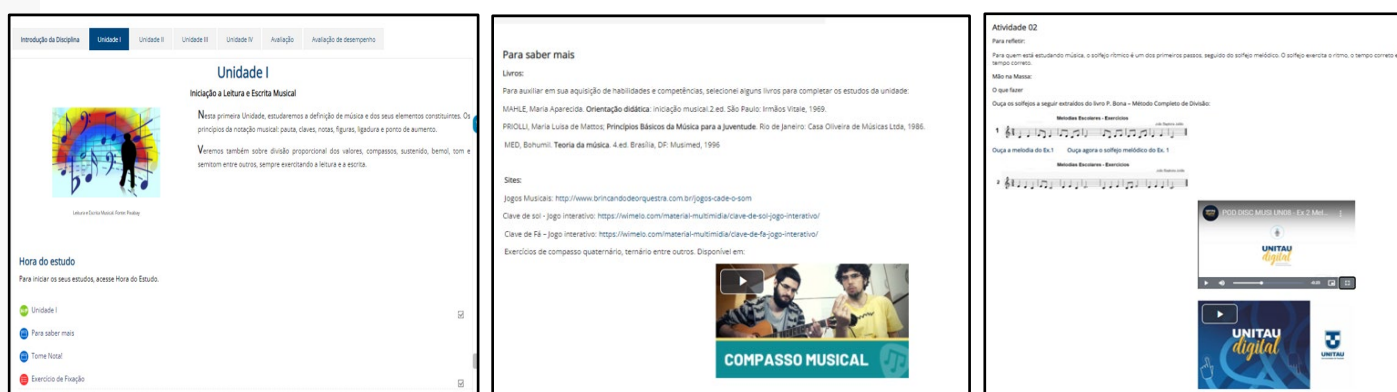 Introdução da Disciplina Unidade I Unidade II Unidade III Unidade IV Avaliação Avaliação de desempenho
Unidade I
Iniciação a Leitura e Escrita Musical
Nesta primeira Unidade, estudaremos a definição de música e dos seus elementos constituintes. Os
princípios da notação musical: pauta, claves, notas, figuras, ligadura e ponto de aumento.
Veremos também sobre divisão proporcional dos valores, compassos, sustenido, bemol, tom e
semitom entre outros, sempre exercitando a leitura e a escrita.
Leitura e Escrita Musical. Fonte: Pixabay
Hora do estudo
Para iniciar os seus estudos, acesse Hora do Estudo.
Unidade I
Para saber mais
Tome Nota!
Exercício de Fixação
Para saber mais
Livros:
Para auxiliar em sua aquisição de habilidades e competências, selecionei alguns livros para completar os estudos da unidade:
MAHLE, Maria Aparecida. Orientação didática: iniciação musical.2.ed. São Paulo: Irmãos Vitale, 1969.
PRIOLLI, Maria Luisa de Mattos; Princípios Básicos da Música para a Juventude. Rio de Janeiro: Casa Oliveira de Músicas Ltda, 1986.
MED, Bohumil. Teoria da música. 4.ed. Brasília, DF: Musimed, 1996
Sites:
Jogos Musicais: http://www.brincandodeorquestra.com.br/jogos-cade-o-som
Clave de sol - Jogo interativo: https://wimelo.com/material-multimidia/clave-de-sol-jogo-interativo/
Clave de Fá – Jogo interativo: https://wimelo.com/material-multimidia/clave-de-fa-jogo-interativo/
Exercícios de compasso quaternário, ternário entre outros. Disponível em:
COMPASSO MUSICAL
Atividade 02
Para refletir:
Para quem está estudando música, o solfejo rítmico é um dos primeiros passos, seguido do solfejo melódico. O solfejo exercita o ritmo, o tempo correto e
tempo correto.
Mão na Massa:
O que fazer
Ouça os solfejos a seguir extraídos do livro P. Bona – Método Completo de Divisão:
Melodias Escolares - Exercícios
1
Ouça a melodia do Ex.1 Ouça agora o solfejo melódico do Ex. 1
Melodias Escolares - Exercícios
2
POD DISC MUSI UN08 - Ex 2 Mel...
UNITAU
digital
UNITAU
digital
UNITAU